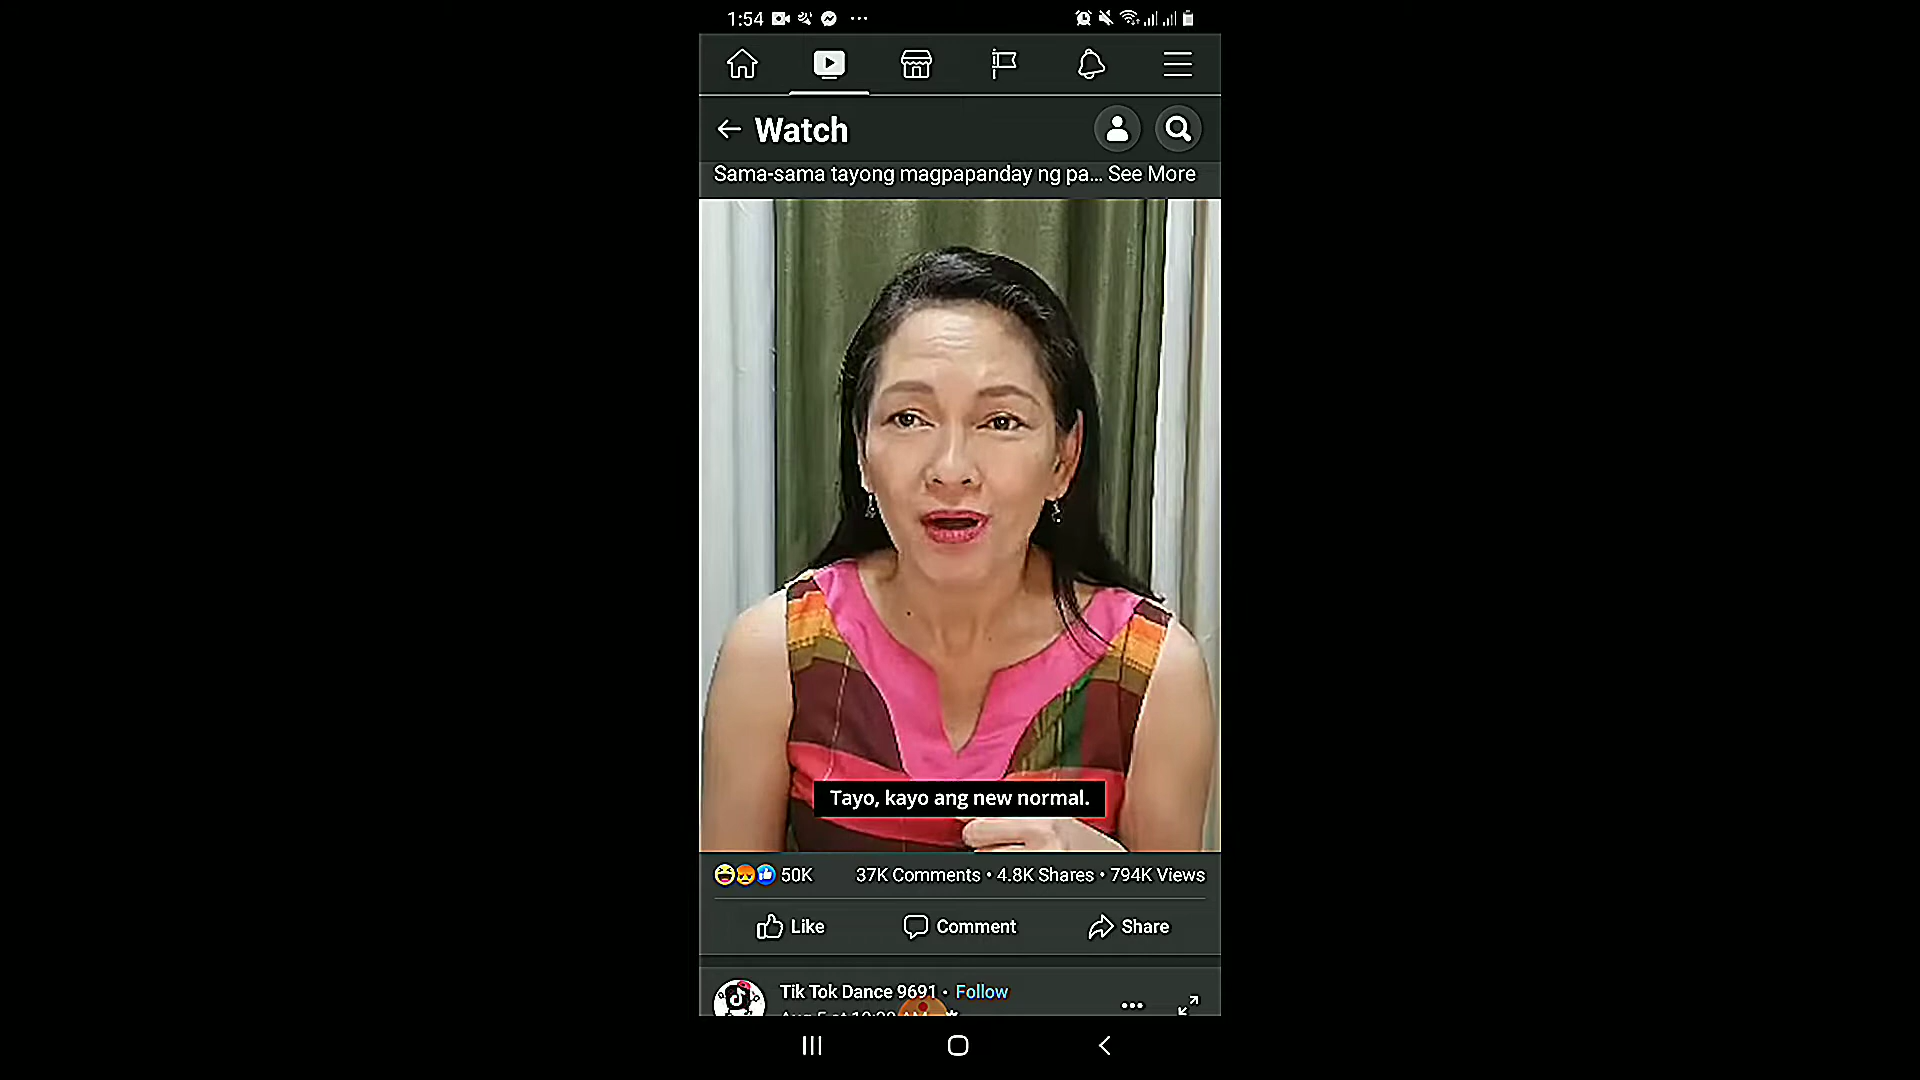 1:54
Watch
Sama-sama tayong magpapanday ng pa... See More
Tayo, kayo ang new normal.
50K 37K Comments • 4.8K Shares • 794K Views
Like Comment Share
Tik Tok Dance 9691 • Follow